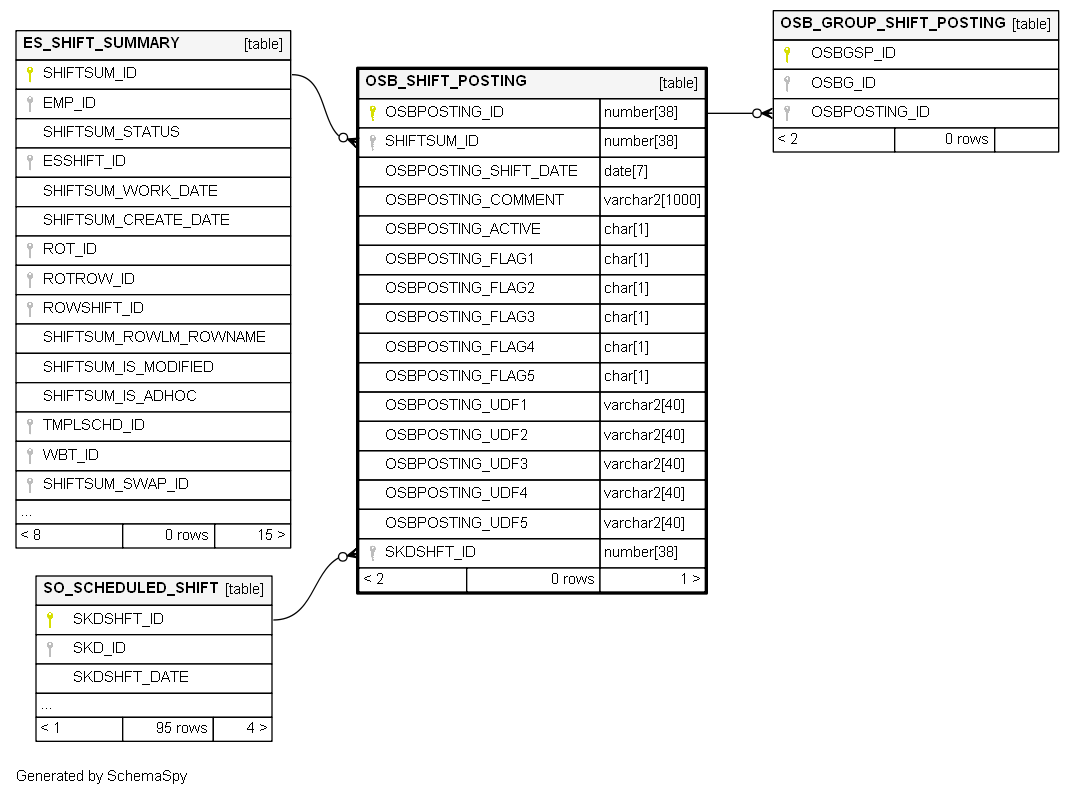 ES_SHIFT_SUMMARY [table]
SHIFTSUM_ID
EMP_ID
SHIFTSUM_STATUS
ESSHIFT_ID
SHIFTSUM_WORK_DATE
SHIFTSUM_CREATE_DATE
ROT_ID
ROTROW_ID
ROWSHIFT_ID
SHIFTSUM_ROWLM_ROWNAME
SHIFTSUM_IS_MODIFIED
SHIFTSUM_IS_ADHOC
TMPLSCHD_ID
WBT_ID
SHIFTSUM_SWAP_ID
...
< 8 0 rows 15 >
SO_SCHEDULED_SHIFT [table]
SKDSHFT_ID
SKD_ID
SKDSHFT_DATE
...
< 1 95 rows 4 >
OSB_SHIFT_POSTING [table]
OSBPOSTING_ID number[38]
SHIFTSUM_ID number[38]
OSBPOSTING_SHIFT_DATE date[7]
OSBPOSTING_COMMENT varchar2[1000]
OSBPOSTING_ACTIVE char[1]
OSBPOSTING_FLAG1 char[1]
OSBPOSTING_FLAG2 char[1]
OSBPOSTING_FLAG3 char[1]
OSBPOSTING_FLAG4 char[1]
OSBPOSTING_FLAG5 char[1]
OSBPOSTING_UDF1 varchar2[40]
OSBPOSTING_UDF2 varchar2[40]
OSBPOSTING_UDF3 varchar2[40]
OSBPOSTING_UDF4 varchar2[40]
OSBPOSTING_UDF5 varchar2[40]
SKDSHFT_ID number[38]
< 2 0 rows 1 >
OSB_GROUP_SHIFT_POSTING [table]
OSBGSP_ID
OSBG_ID
OSBPOSTING_ID
< 2 0 rows
Generated by SchemaSpy